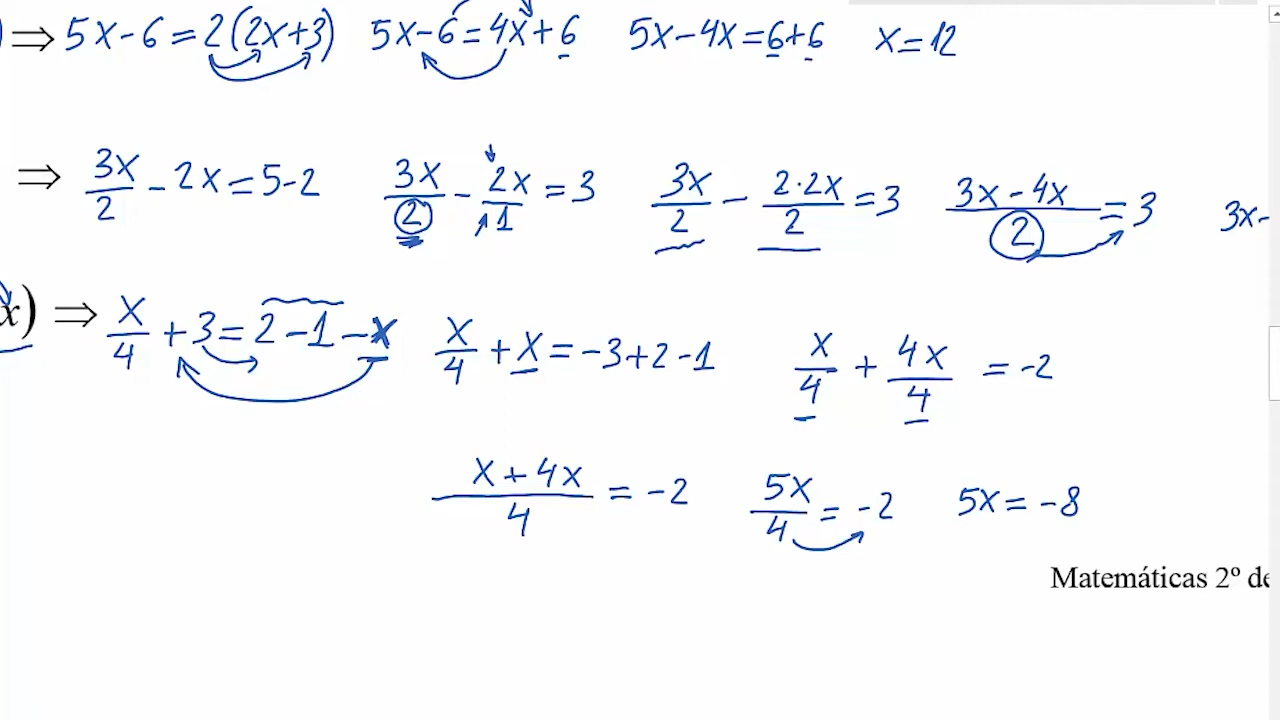 ) ⇒ 5x-6=2(2x+3) 5x-6=4x+6 5x-4x=6+6 x=12
⇒ 3x/2 - 2x=5-2 3x/2 - 2x/1 = 3 3x/2 - 2·2x/2 = 3 (3x-4x)/2 = 3 3x-
x) ⇒ x/4 + 3 = 2-1-x x/4 + x = -3+2-1 x/4 + 4x/4 = -2
(x+4x)/4 = -2 5x/4 = -2 5x = -8
Matemáticas 2º de